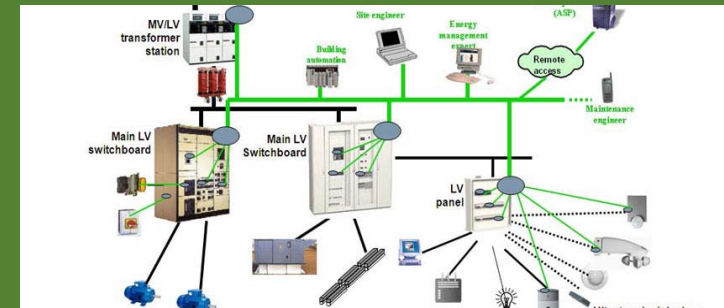 (ASP)
MV/LV
transformer
station
Site engineer
Energy
management
expert
Building
automation
Remote
access
Maintenance
engineer
Main LV
switchboard
Main LV
Switchboard
LV
panel